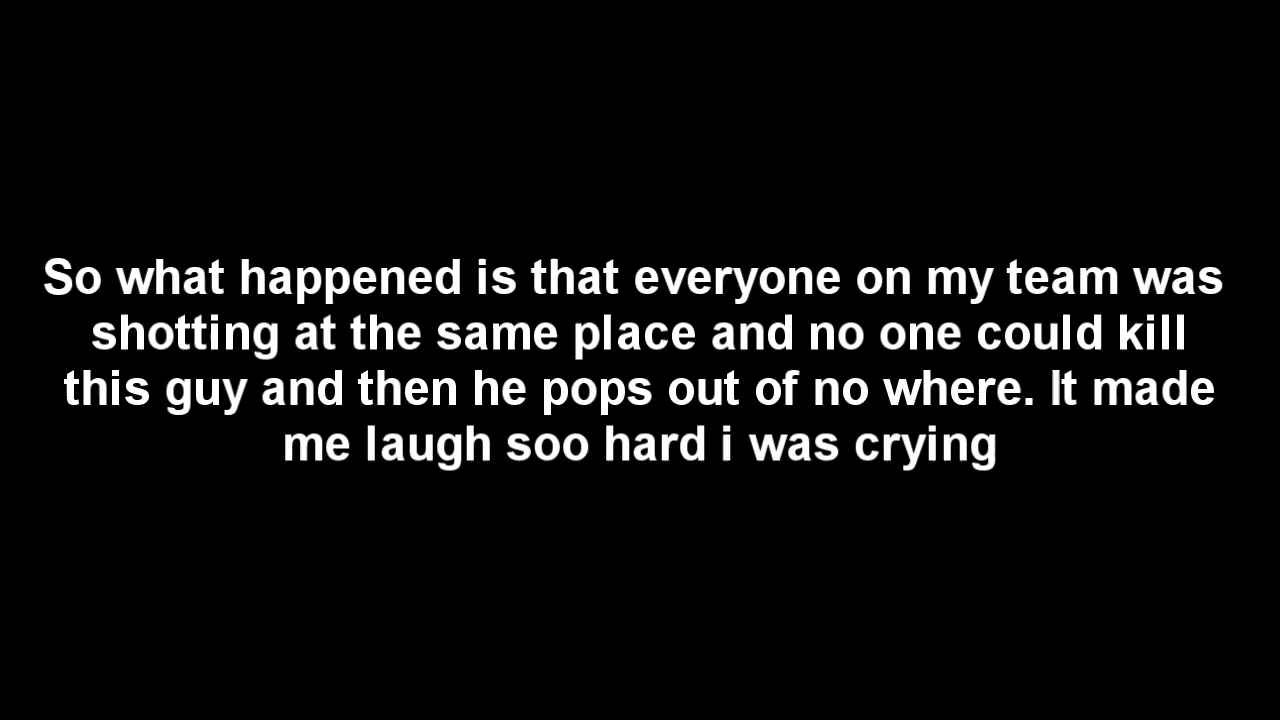 So what happened is that everyone on my team was
shotting at the same place and no one could kill
this guy and then he pops out of no where. It made
me laugh soo hard i was crying